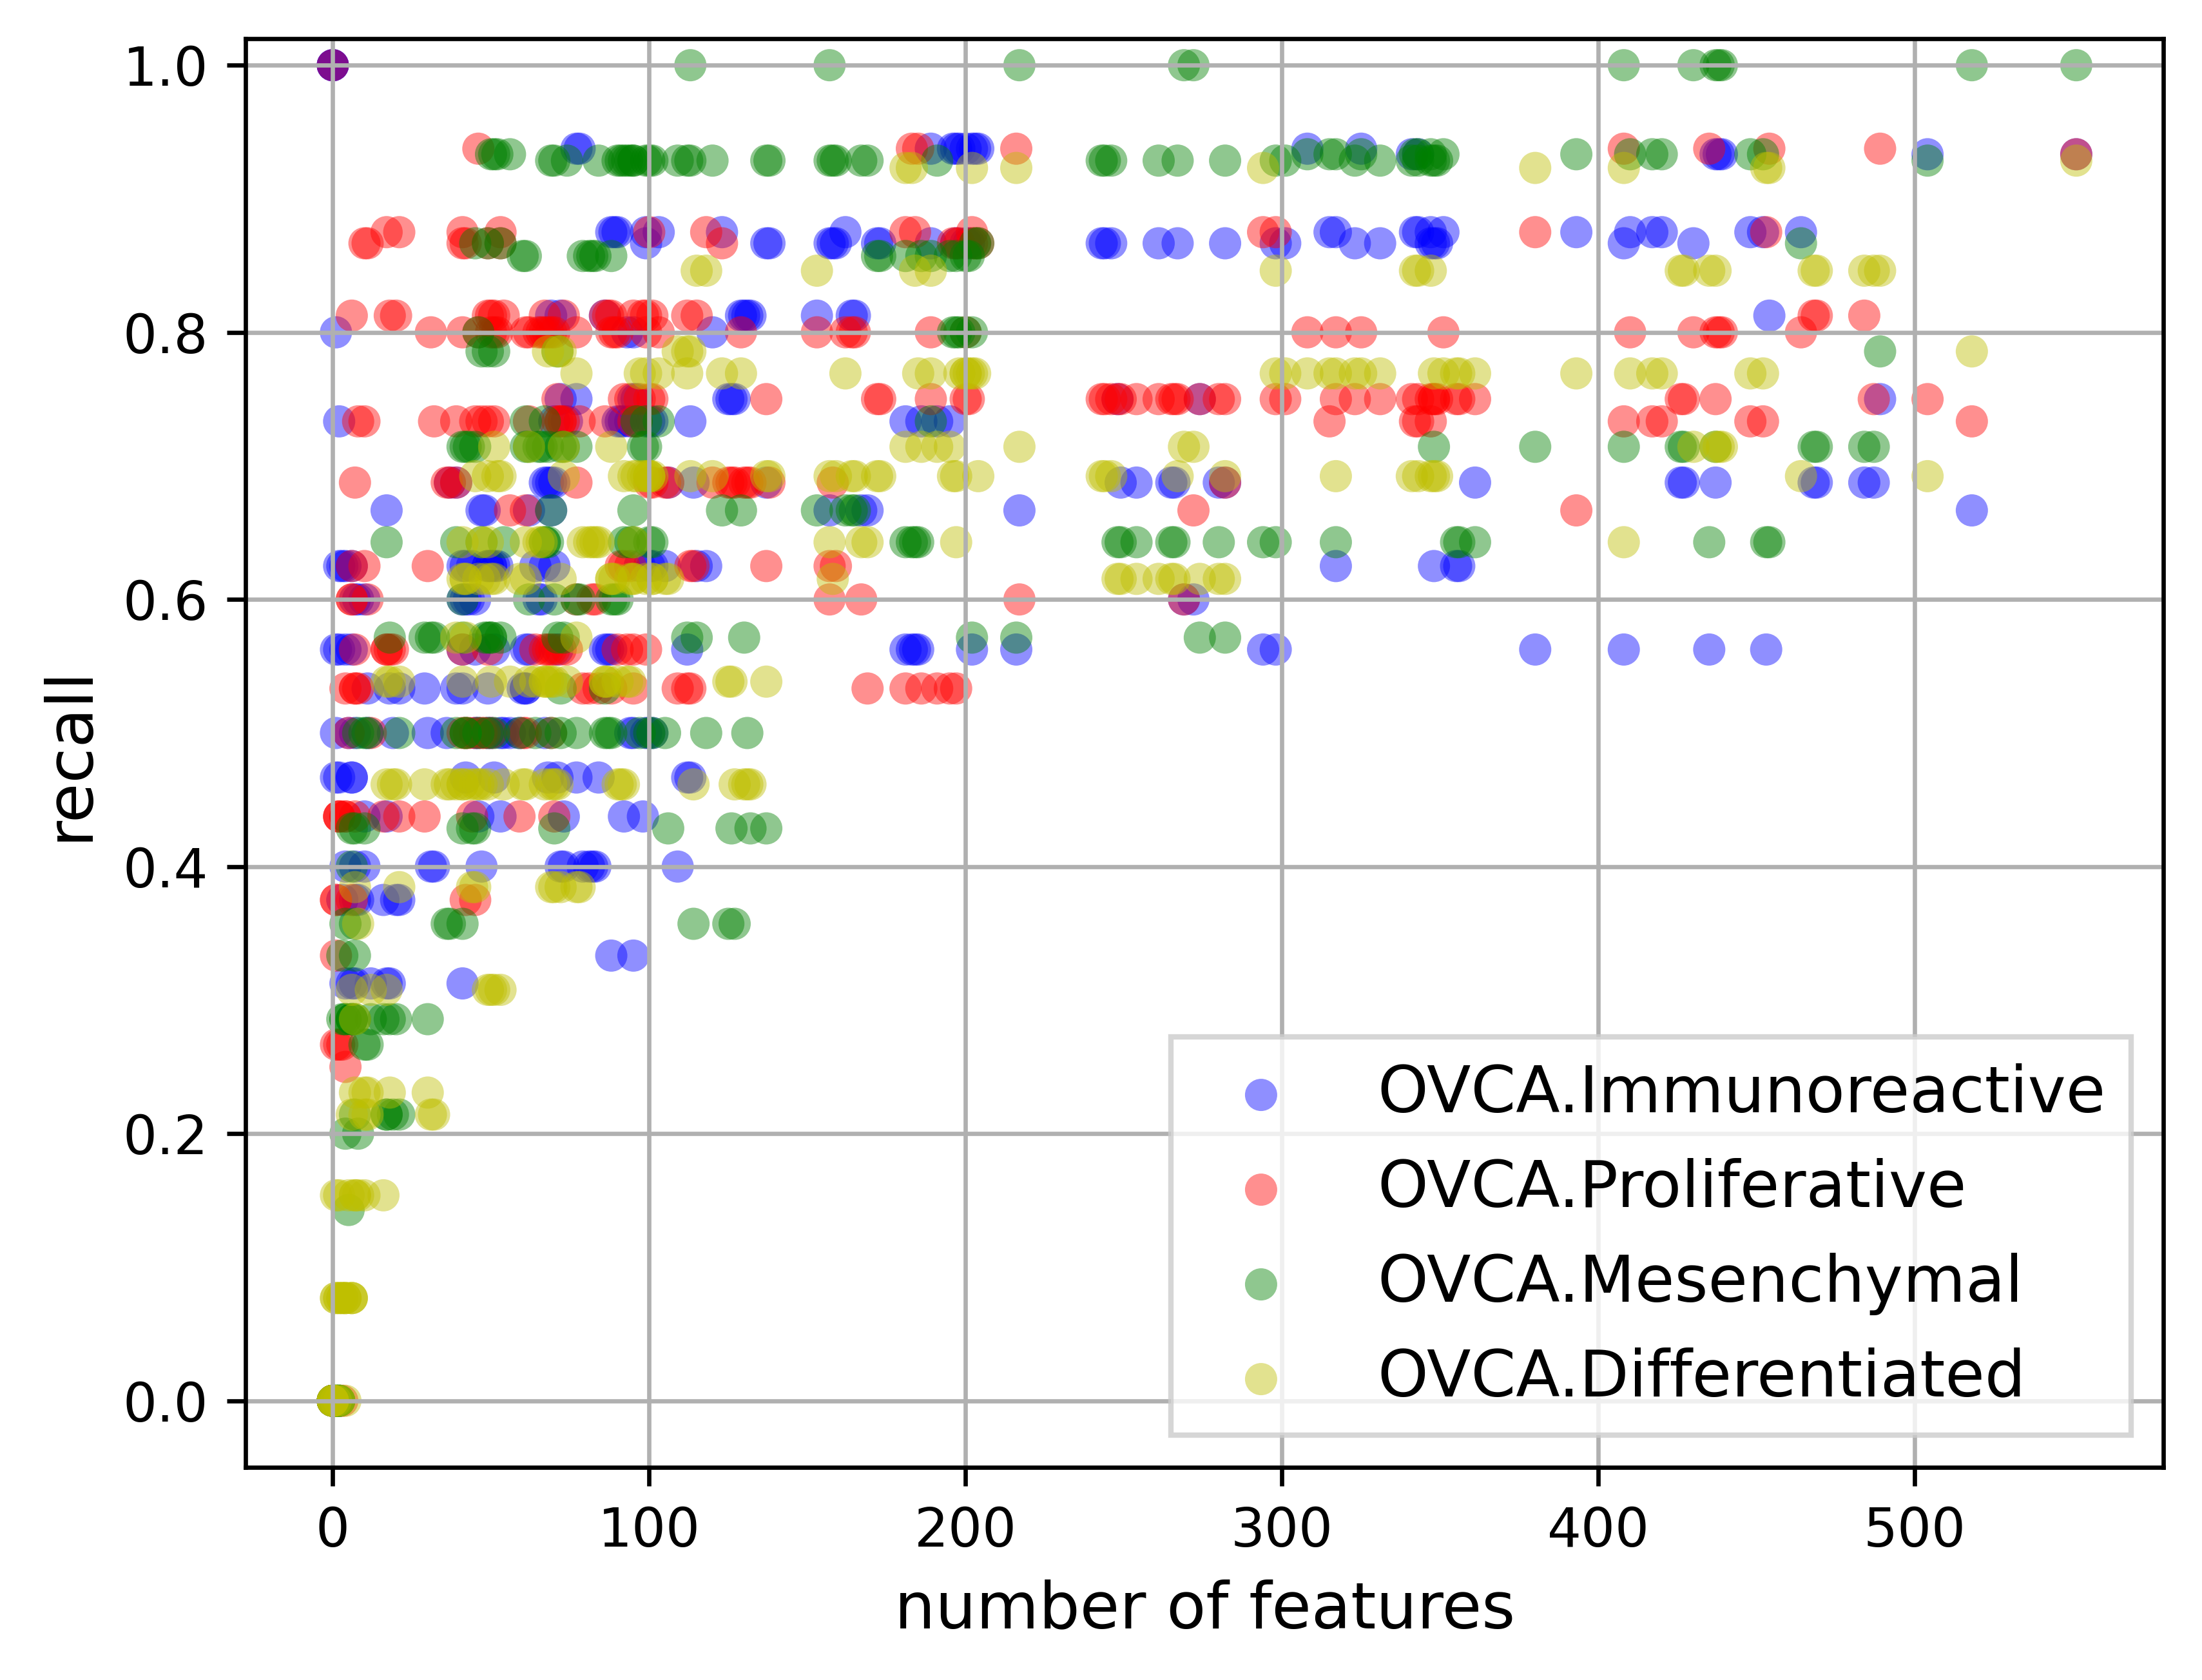 1.0
0.8
0.6
0.4
0.2
0.0
recall
OVCA.Immunoreactive
OVCA.Proliferative
OVCA.Mesenchymal
OVCA.Differentiated
0 100 200 300 400 500
number of features